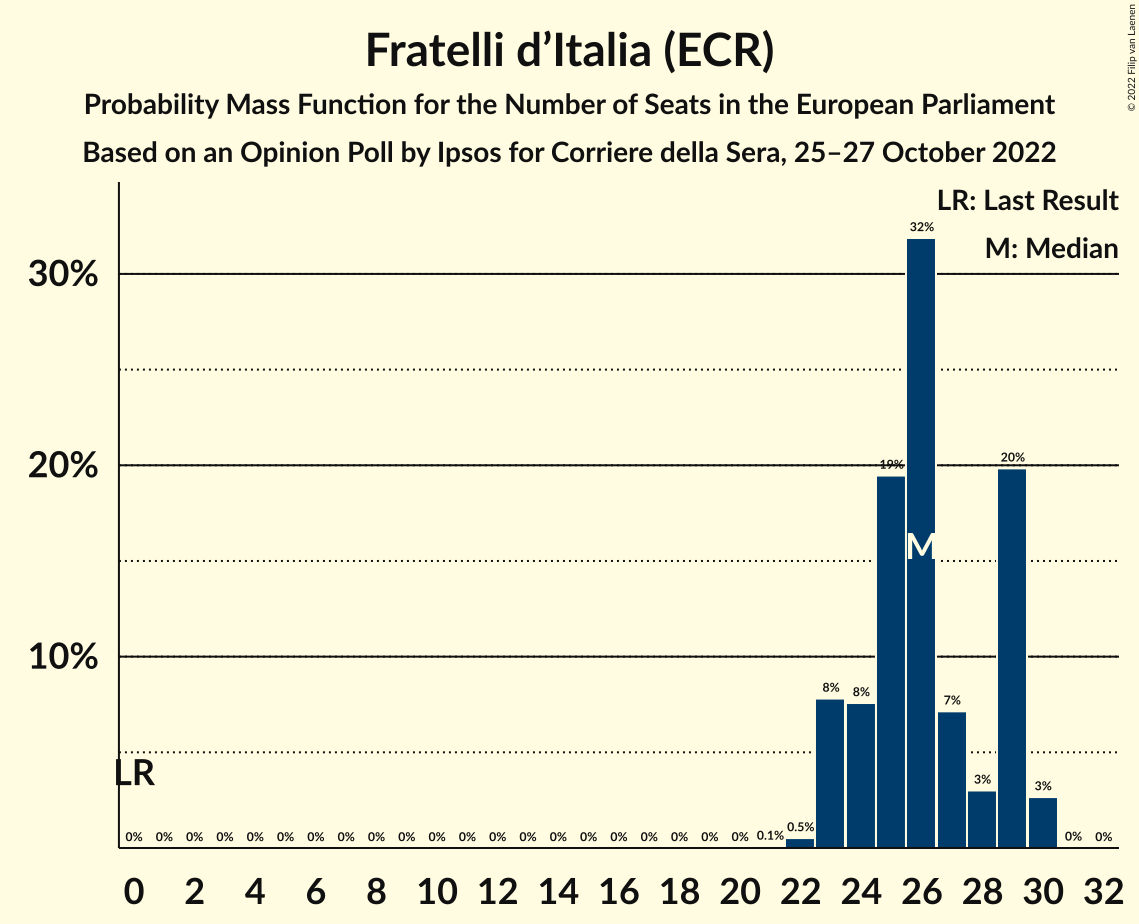 Fratelli d’Italia (ECR)
Probability Mass Function for the Number of Seats in the European Parliament
Based on an Opinion Poll by Ipsos for Corriere della Sera, 25–27 October 2022
© 2022 Filip van Laenen
LR: Last Result
M: Median
30%
20%
10%
32%
19%
20%
M
8%
8%
7%
3%
3%
LR
0% 0% 0% 0% 0% 0% 0% 0% 0% 0% 0% 0% 0% 0% 0% 0% 0% 0% 0% 0% 0% 0.1% 0.5% 0% 0%
0 2 4 6 8 10 12 14 16 18 20 22 24 26 28 30 32